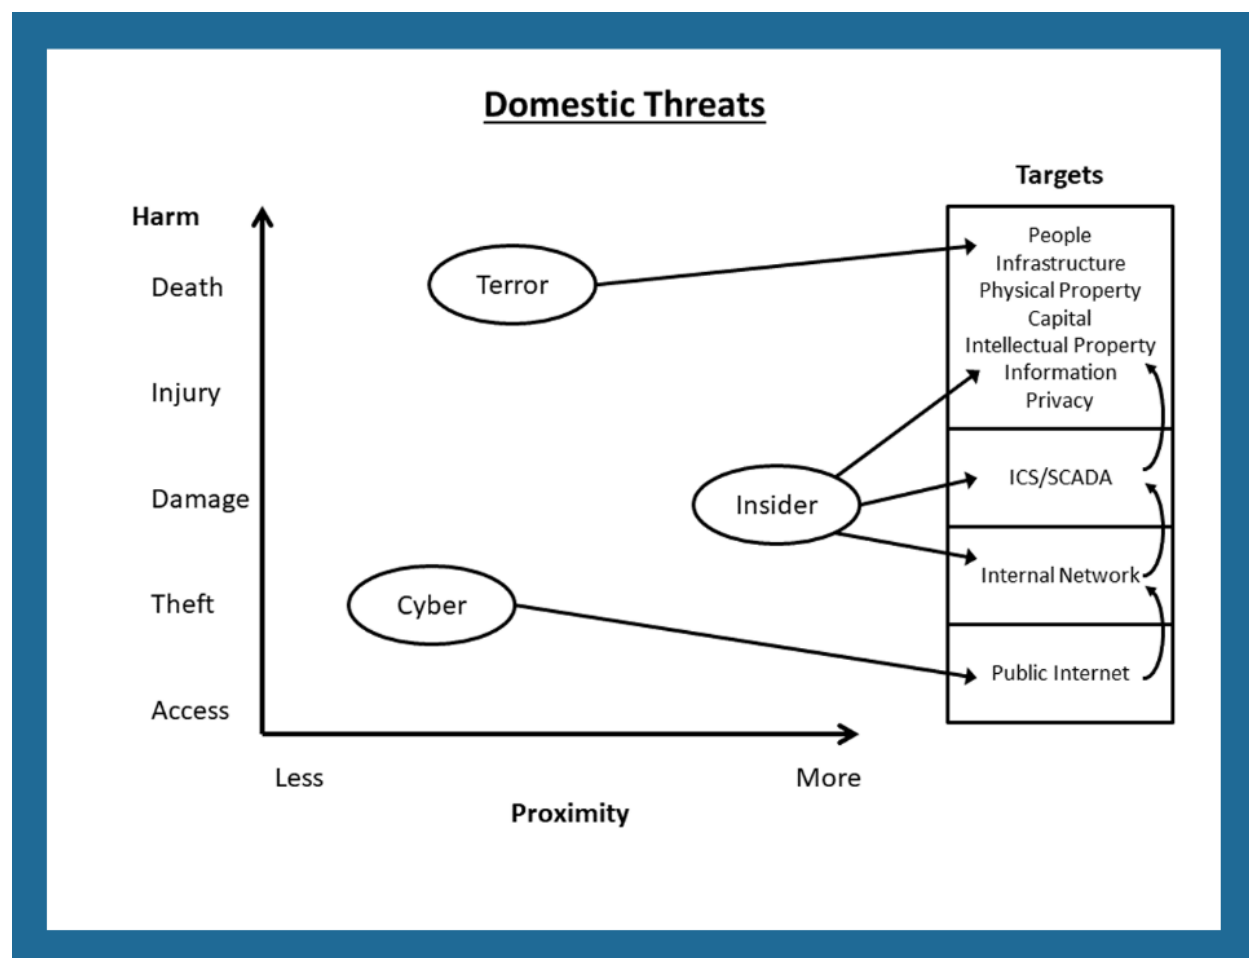 Domestic Threats
Targets
Harm
Death
Injury
Damage
Theft
Access
Terror
Insider
Cyber
People
Infrastructure
Physical Property
Capital
Intellectual Property
Information
Privacy
ICS/SCADA
Internal Network
Public Internet
Less
More
Proximity